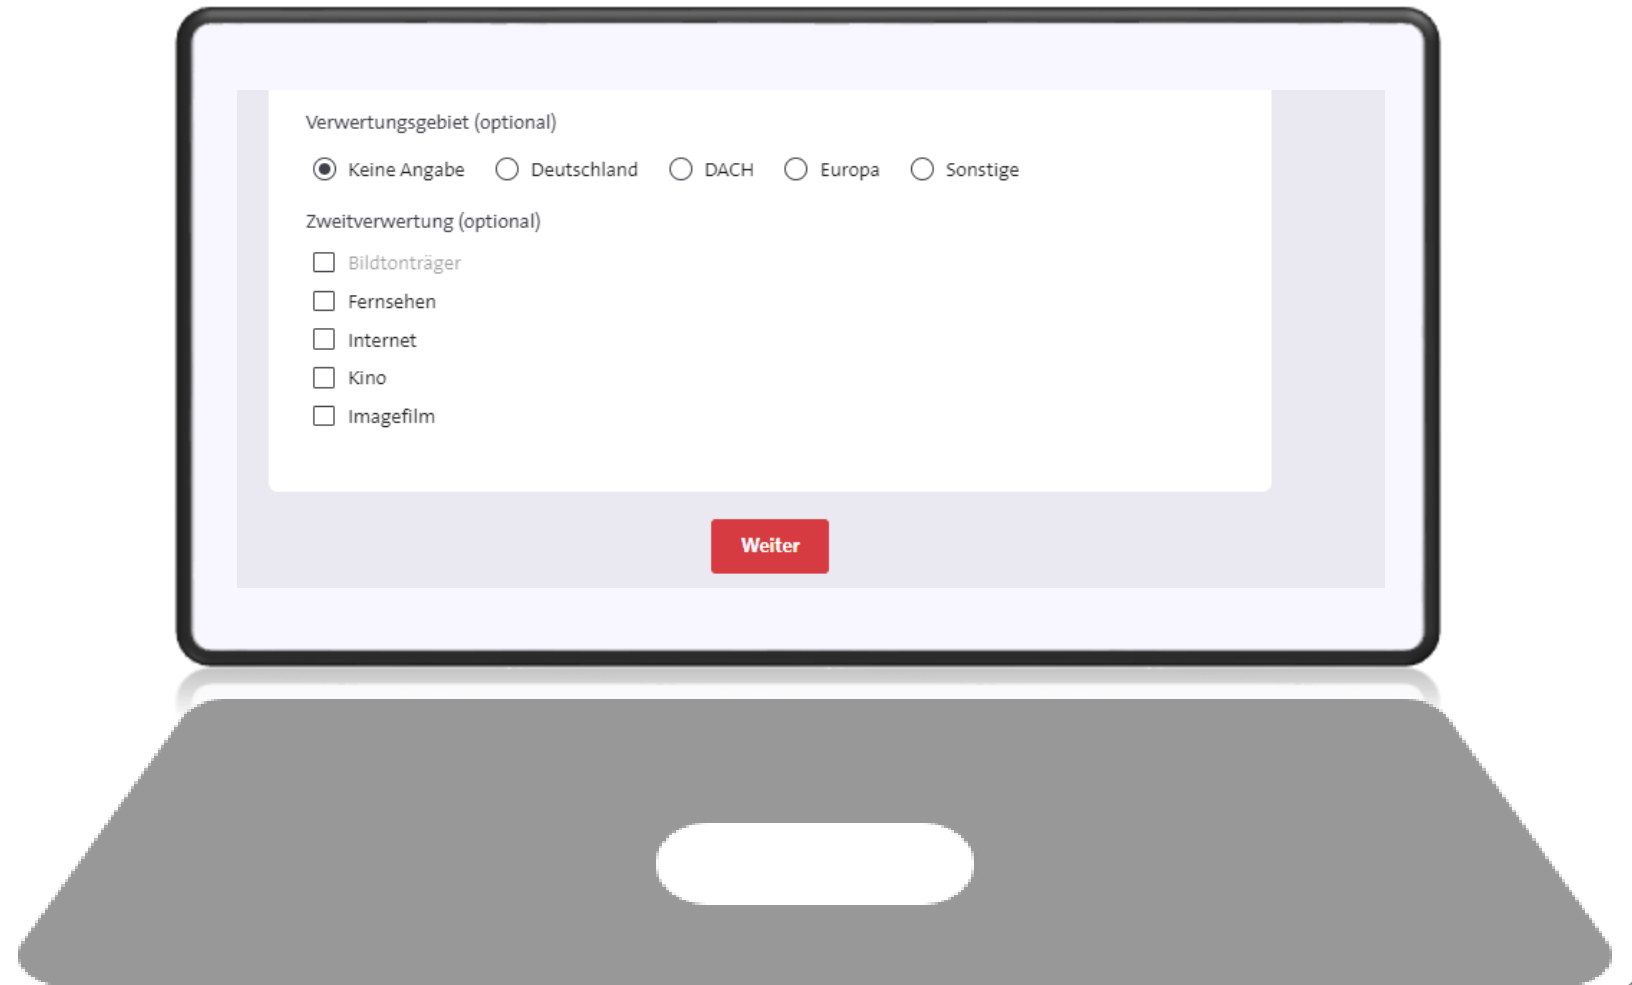 Verwertungsgebiet (optional)
Keine Angabe Deutschland DACH Europa Sonstige
Zweitverwertung (optional)
Bildtonträger
Fernsehen
Internet
Kino
Imagefilm
Weiter